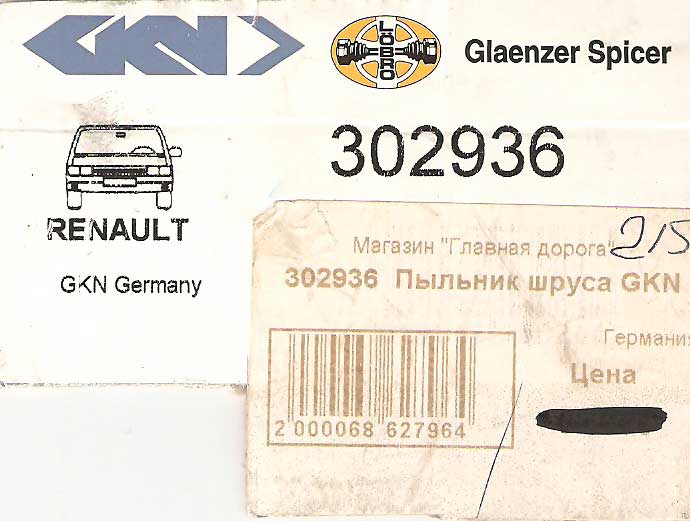 GKN
LÖBRO
Glaenzer Spicer
302936
RENAULT
GKN Germany
Магазин "Главная дорога"
215
302936 Пыльник шруса GKN
Германия
Цена
2 000068 627964